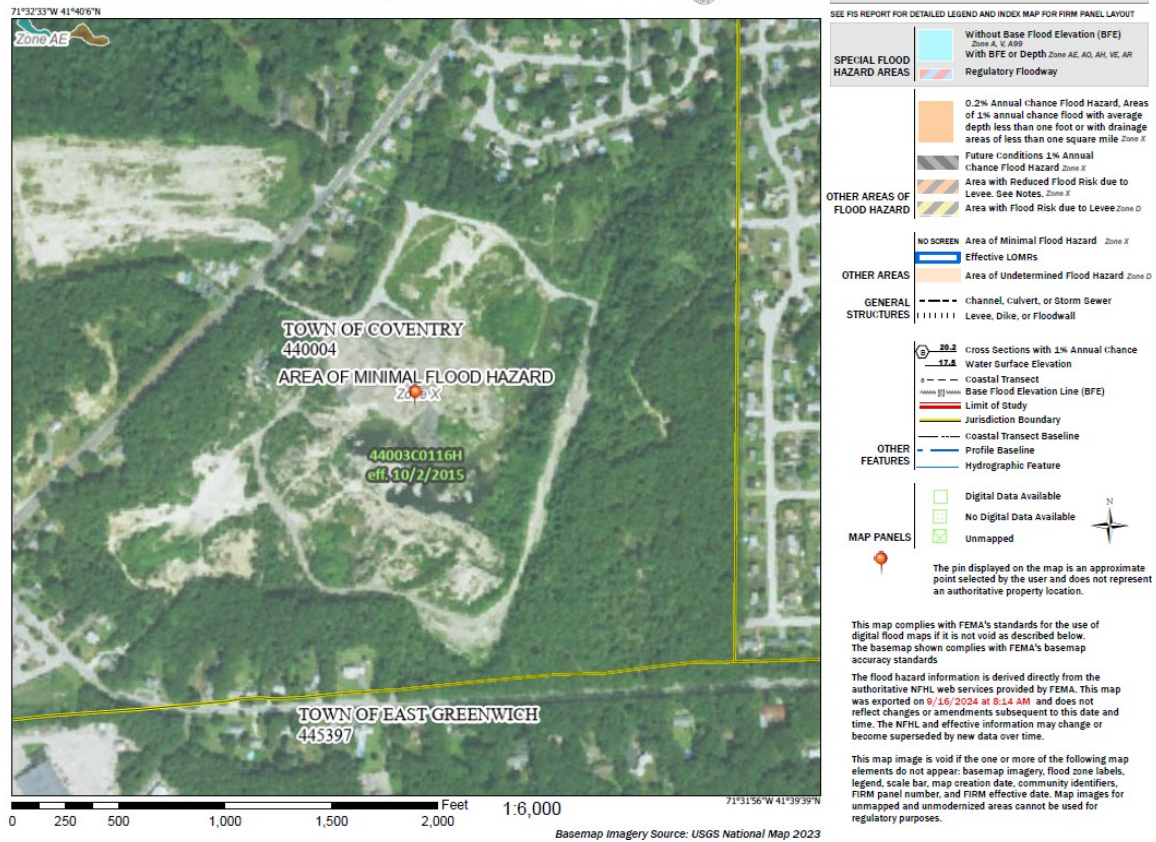 71°32'33"W 41°40'6"N
Zone AE
TOWN OF COVENTRY
440004
AREA OF MINIMAL FLOOD HAZARD
Zone X
44003C0116H
eff. 10/2/2015
TOWN OF EAST GREENWICH
445397
Feet
1:6,000
71°31'56"W 41°39'39"N
0 250 500 1,000 1,500 2,000
Basemap Imagery Source: USGS National Map 2023
SEE FIS REPORT FOR DETAILED LEGEND AND INDEX MAP FOR FIRM PANEL LAYOUT
SPECIAL FLOOD
HAZARD AREAS
Without Base Flood Elevation (BFE)
Zone A, V, A99
With BFE or Depth Zone AE, AO, AH, VE, AR
Regulatory Floodway
OTHER AREAS OF
FLOOD HAZARD
0.2% Annual Chance Flood Hazard, Areas
of 1% annual chance flood with average
depth less than one foot or with drainage
areas of less than one square mile Zone X
Future Conditions 1% Annual
Chance Flood Hazard Zone X
Area with Reduced Flood Risk due to
Levee. See Notes. Zone X
Area with Flood Risk due to Levee Zone D
OTHER AREAS
NO SCREEN Area of Minimal Flood Hazard Zone X
Effective LOMRs
Area of Undetermined Flood Hazard Zone D
GENERAL
STRUCTURES
Channel, Culvert, or Storm Sewer
Levee, Dike, or Floodwall
OTHER
FEATURES
B 20.2 Cross Sections with 1% Annual Chance
17.5 Water Surface Elevation
8 Coastal Transect
Base Flood Elevation Line (BFE)
Limit of Study
Jurisdiction Boundary
Coastal Transect Baseline
Profile Baseline
Hydrographic Feature
MAP PANELS
Digital Data Available
No Digital Data Available
Unmapped
N
The pin displayed on the map is an approximate
point selected by the user and does not represent
an authoritative property location.
This map complies with FEMA's standards for the use of
digital flood maps if it is not void as described below.
The basemap shown complies with FEMA's basemap
accuracy standards
The flood hazard information is derived directly from the
authoritative NFHL web services provided by FEMA. This map
was exported on 9/16/2024 at 8:14 AM and does not
reflect changes or amendments subsequent to this date and
time. The NFHL and effective information may change or
become superseded by new data over time.
This map image is void if the one or more of the following map
elements do not appear: basemap imagery, flood zone labels,
legend, scale bar, map creation date, community identifiers,
FIRM panel number, and FIRM effective date. Map images for
unmapped and unmodernized areas cannot be used for
regulatory purposes.